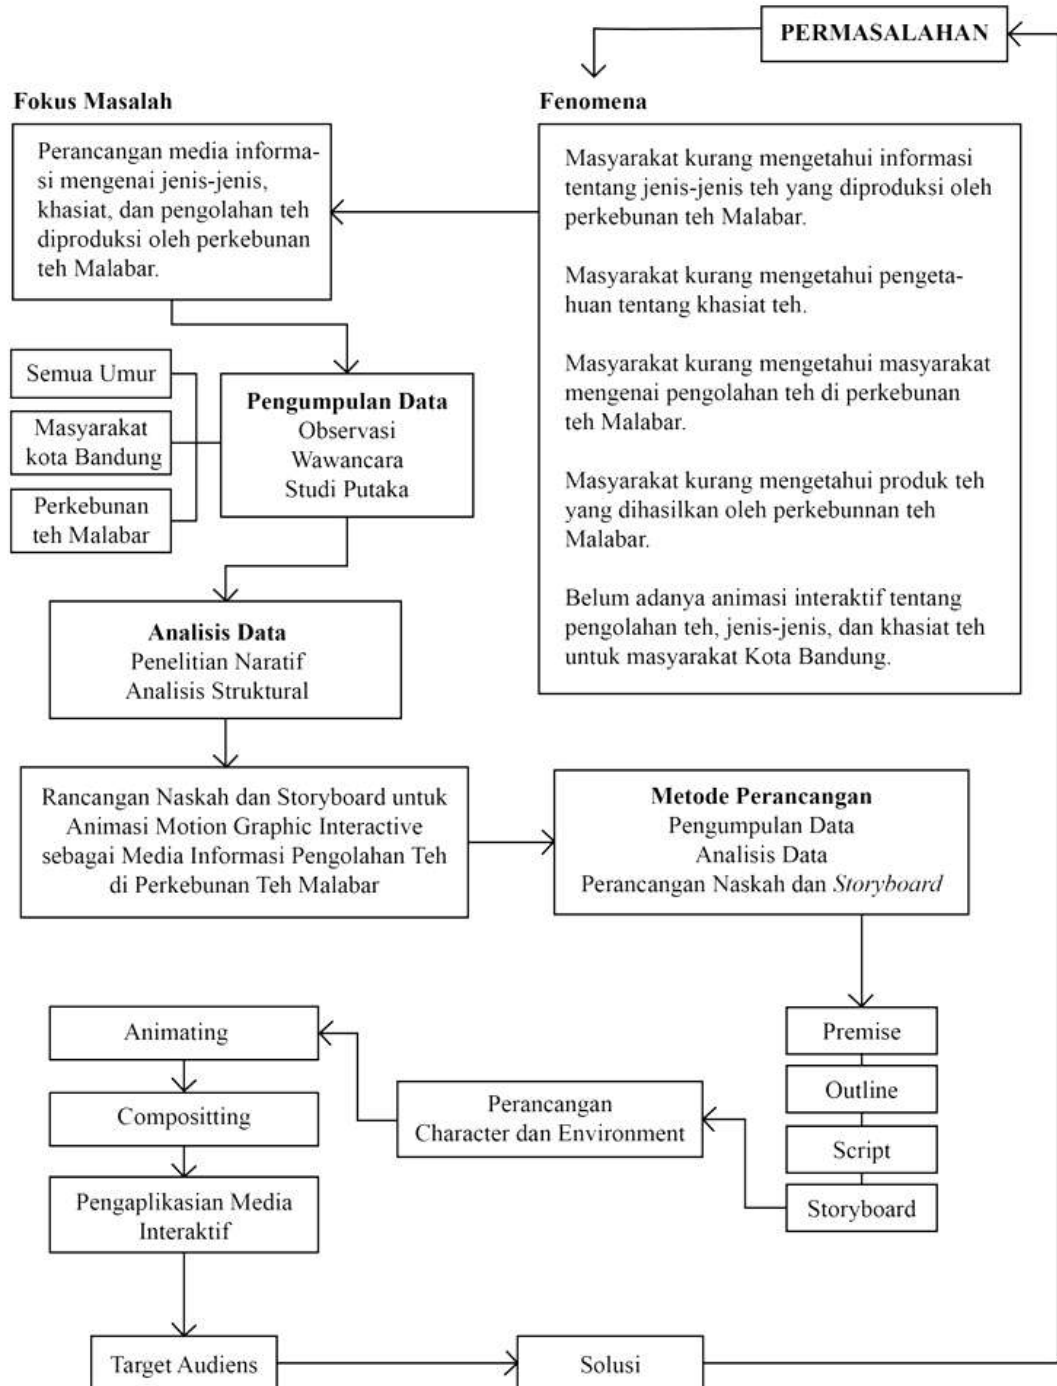 PERMASALAHAN
Fenomena
Masyarakat kurang mengetahui informasi
tentang jenis-jenis teh yang diproduksi oleh
perkebunan teh Malabar.
Masyarakat kurang mengetahui pengeta-
huan tentang khasiat teh.
Masyarakat kurang mengetahui masyarakat
mengenai pengolahan teh di perkebunan
teh Malabar.
Masyarakat kurang mengetahui produk teh
yang dihasilkan oleh perkebunnan teh
Malabar.
Belum adanya animasi interaktif tentang
pengolahan teh, jenis-jenis, dan khasiat teh
untuk masyarakat Kota Bandung.
Fokus Masalah
Perancangan media informa-
si mengenai jenis-jenis,
khasiat, dan pengolahan teh
diproduksi oleh perkebunan
teh Malabar.
Semua Umur
Masyarakat
kota Bandung
Perkebunan
teh Malabar
Pengumpulan Data
Observasi
Wawancara
Studi Putaka
Analisis Data
Penelitian Naratif
Analisis Struktural
Rancangan Naskah dan Storyboard untuk
Animasi Motion Graphic Interactive
sebagai Media Informasi Pengolahan Teh
di Perkebunan Teh Malabar
Metode Perancangan
Pengumpulan Data
Analisis Data
Perancangan Naskah dan Storyboard
Premise
Outline
Script
Storyboard
Perancangan
Character dan Environment
Animating
Compositting
Pengaplikasian Media
Interaktif
Target Audiens
Solusi